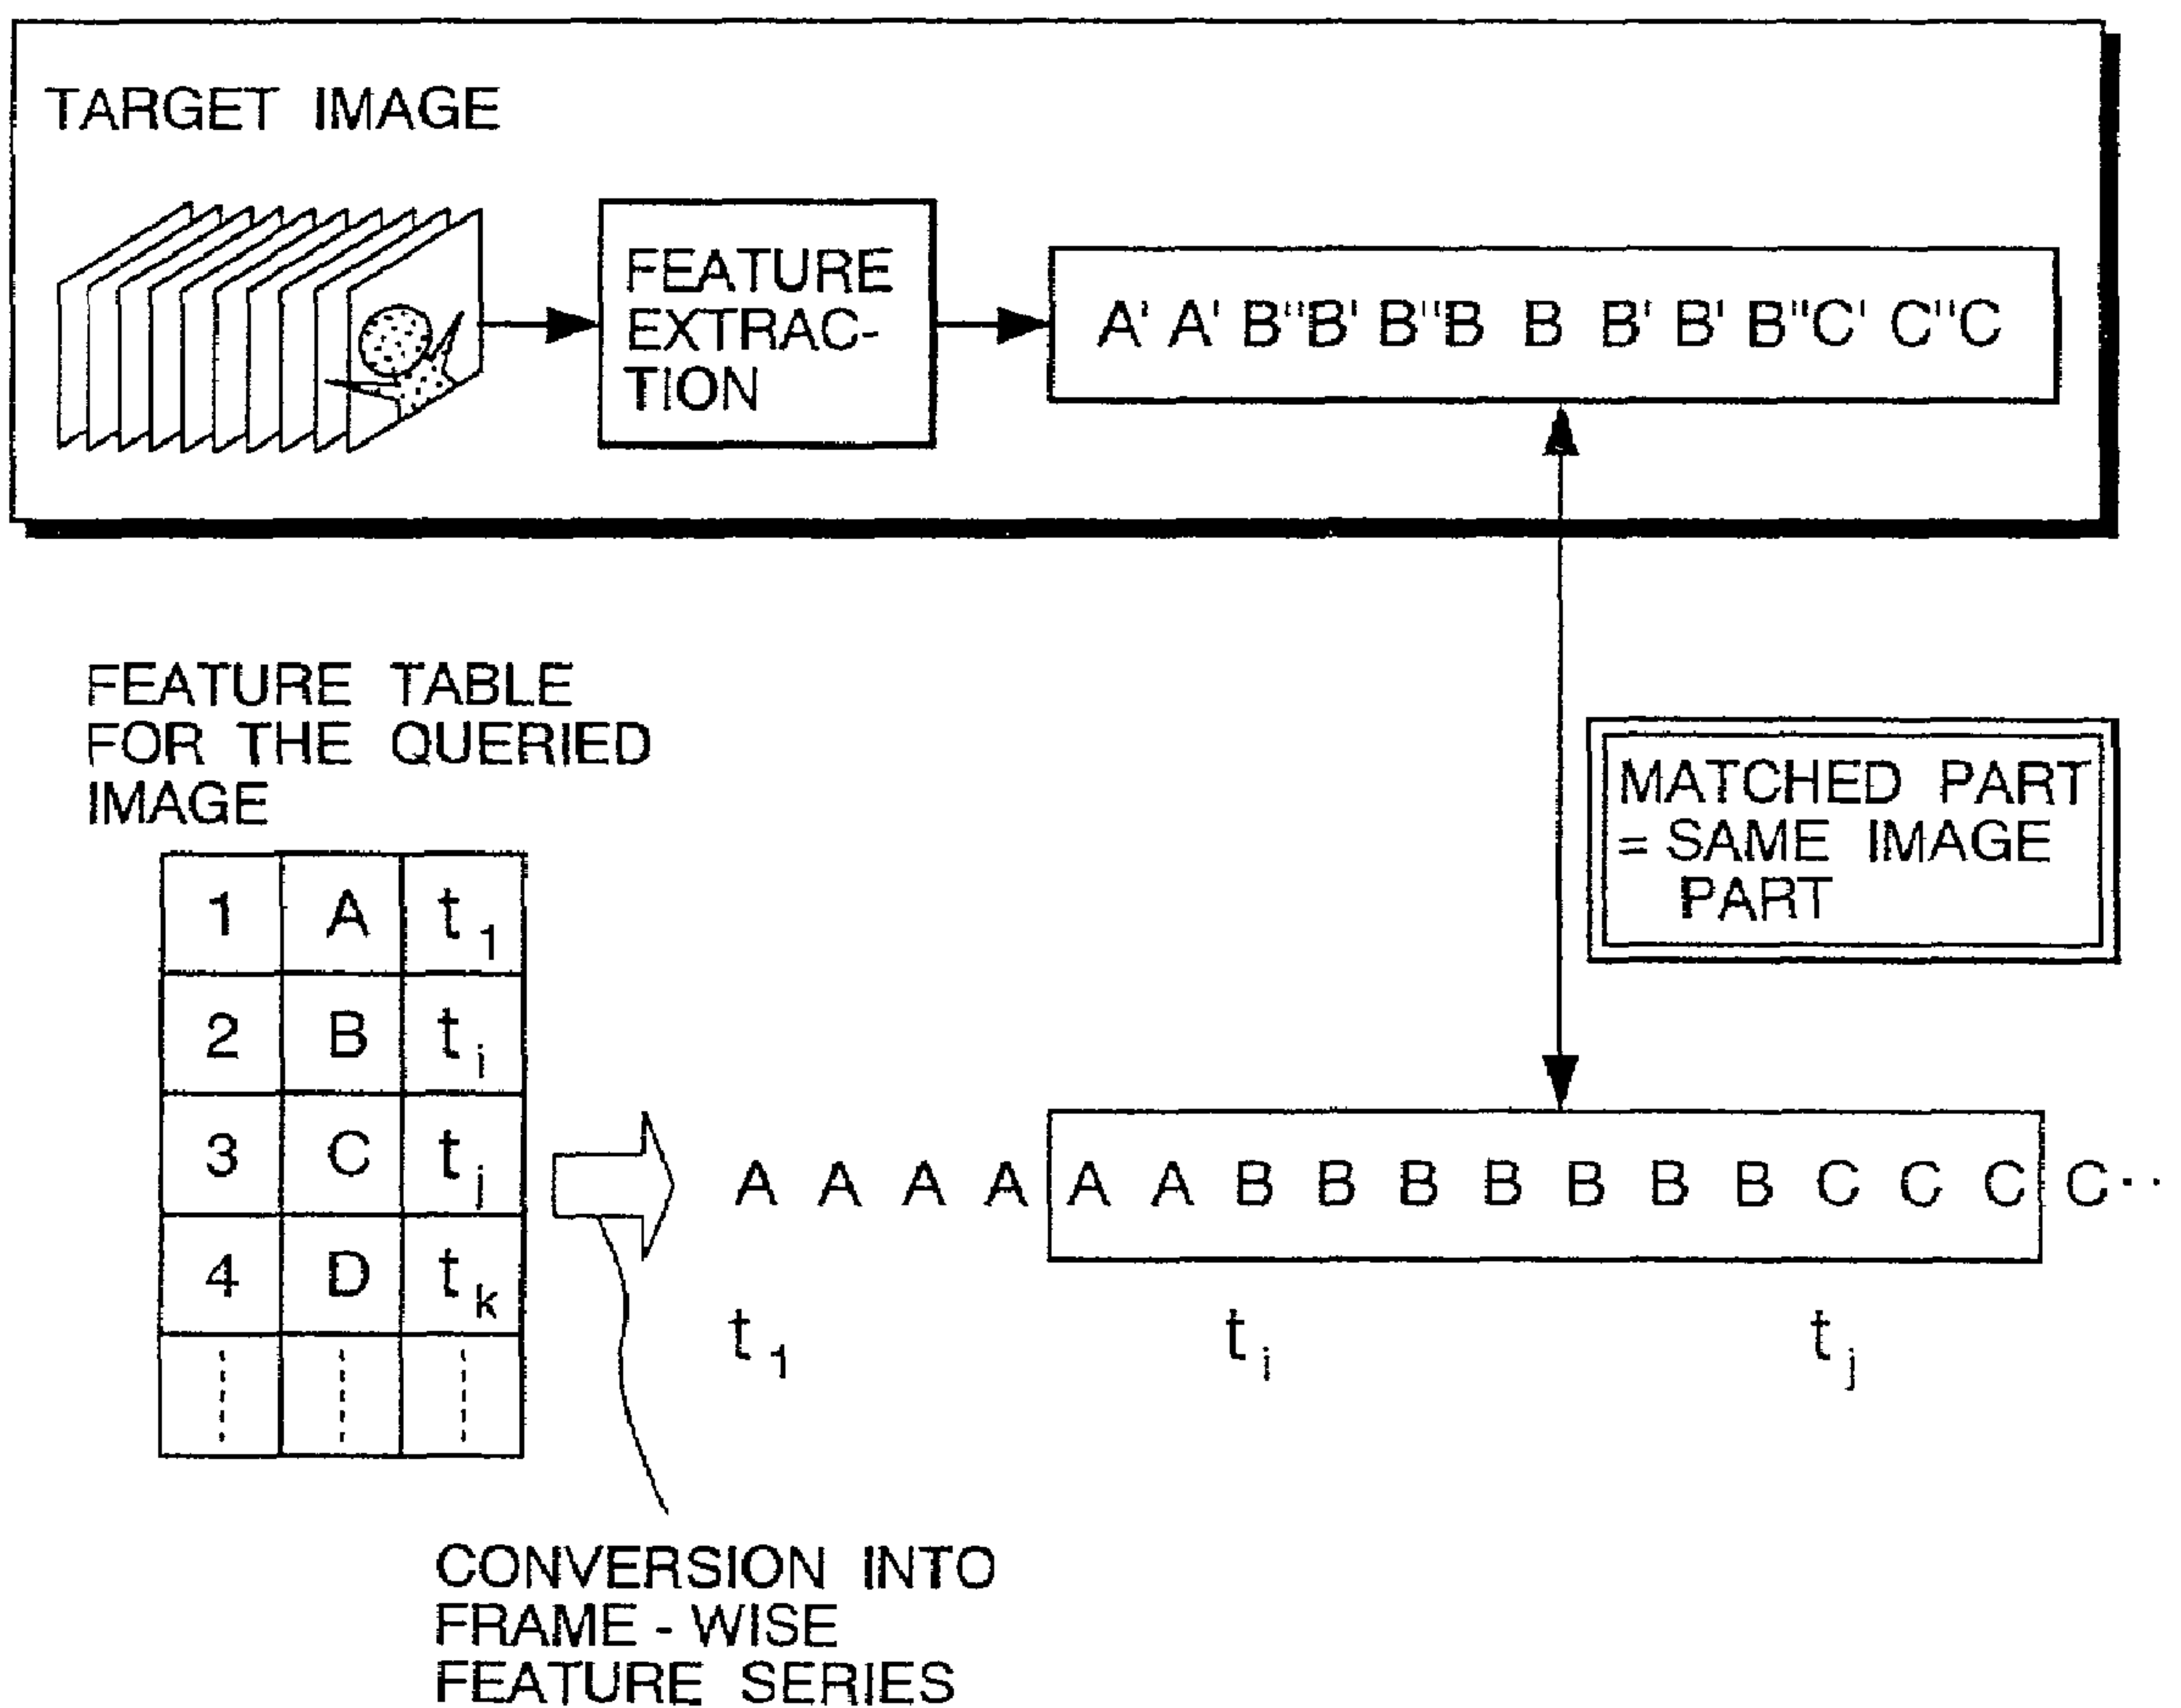 TARGET IMAGE
FEATURE
EXTRAC-
TION
A' A' B" B' B" B B B' B' B" C' C" C
FEATURE TABLE
FOR THE QUERIED
IMAGE
MATCHED PART
= SAME IMAGE
PART
1 A t1
2 B ti
3 C tj
4 D tk
A A A A A A B B B B B B B C C C C··
t1 ti tj
CONVERSION INTO
FRAME - WISE
FEATURE SERIES